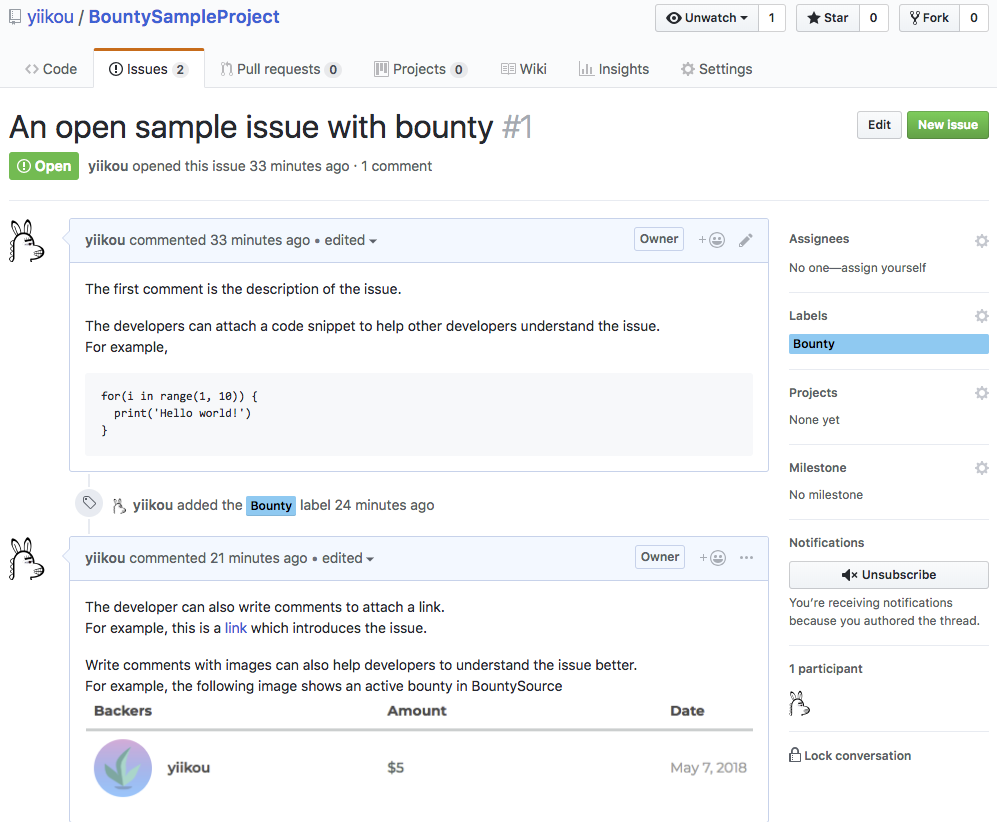 yiikou / BountySampleProject
Unwatch 1 Star 0 Fork 0
Code Issues 2 Pull requests 0 Projects 0 Wiki Insights Settings
An open sample issue with bounty #1
Edit New issue
Open yiikou opened this issue 33 minutes ago · 1 comment
yiikou commented 33 minutes ago • edited
Owner
The first comment is the description of the issue.
The developers can attach a code snippet to help other developers understand the issue.
For example,
for(i in range(1, 10)) {
print('Hello world!')
}
yiikou added the Bounty label 24 minutes ago
yiikou commented 21 minutes ago • edited
Owner
The developer can also write comments to attach a link.
For example, this is a link which introduces the issue.
Write comments with images can also help developers to understand the issue better.
For example, the following image shows an active bounty in BountySource
Backers Amount Date
yiikou $5 May 7, 2018
Assignees
No one—assign yourself
Labels
Bounty
Projects
None yet
Milestone
No milestone
Notifications
Unsubscribe
You’re receiving notifications
because you authored the thread.
1 participant
Lock conversation